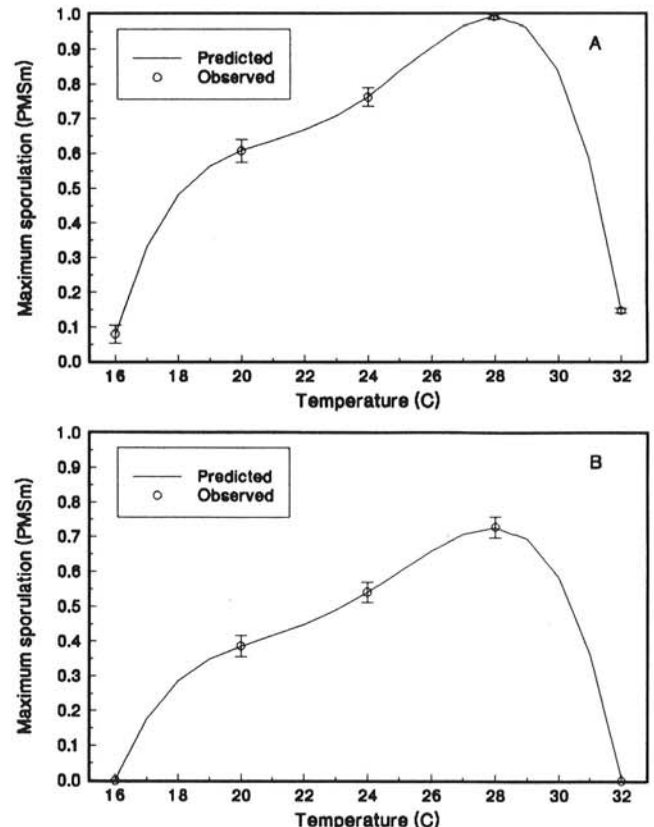 A
Predicted
Observed
Maximum sporulation (PMSm)
1.0
0.9
0.8
0.7
0.6
0.5
0.4
0.3
0.2
0.1
0.0
16 18 20 22 24 26 28 30 32
Temperature (C)
B
Predicted
Observed
Maximum sporulation (PMSm)
1.0
0.9
0.8
0.7
0.6
0.5
0.4
0.3
0.2
0.1
0.0
16 18 20 22 24 26 28 30 32
Temperature (C)